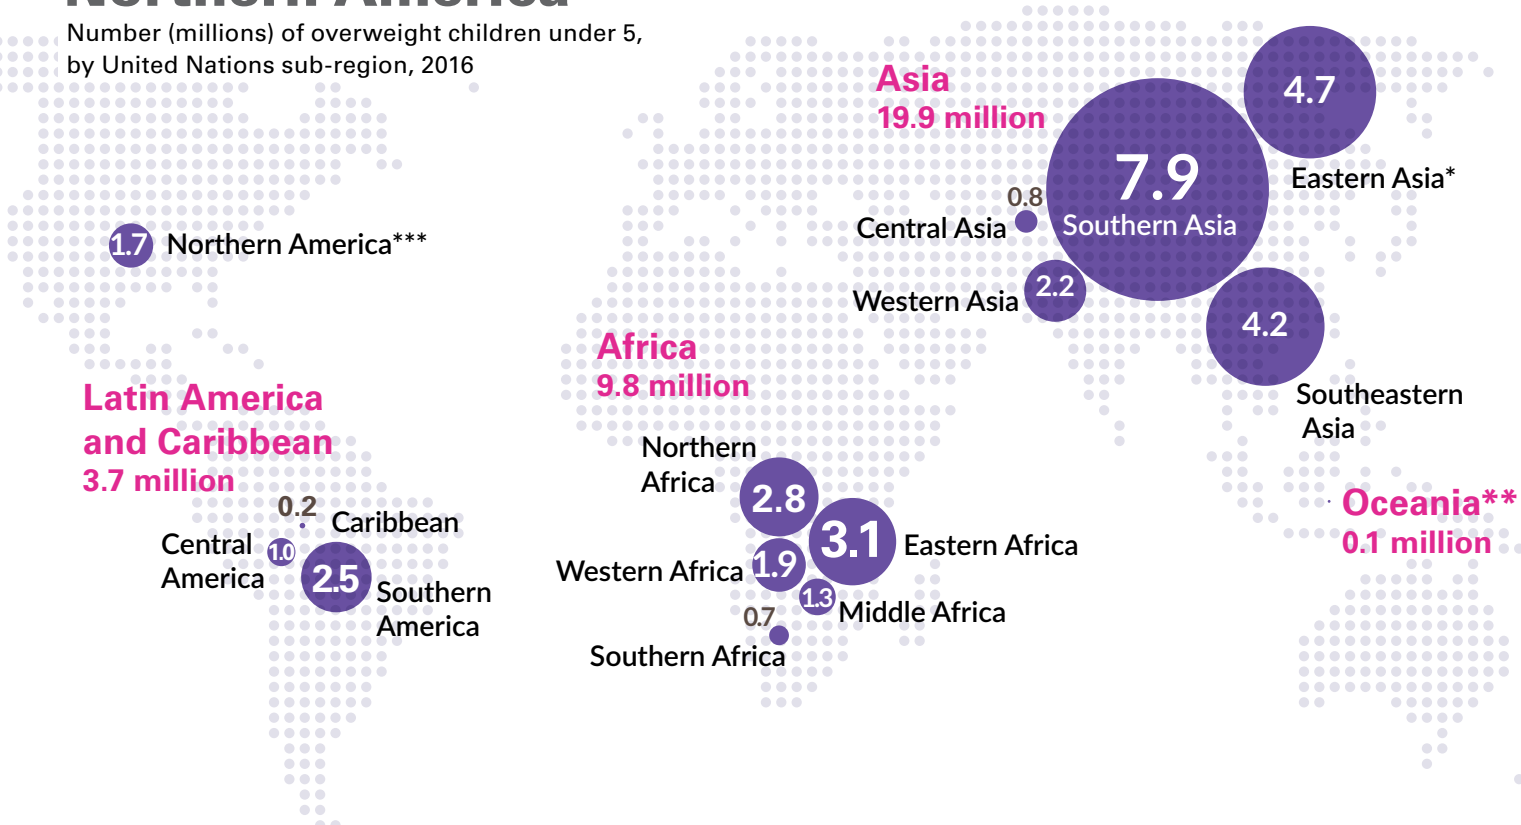 Northern America
Number (millions) of overweight children under 5,
by United Nations sub-region, 2016
Asia
19.9 million
4.7
Eastern Asia*
7.9
Southern Asia
0.8
Central Asia
2.2
Western Asia
4.2
Southeastern
Asia
1.7 Northern America***
Africa
9.8 million
Latin America
and Caribbean
3.7 million
0.2
Caribbean
Central
America
1.0
2.5
Southern
America
Northern
Africa
2.8
3.1 Eastern Africa
Western Africa 1.9
1.3 Middle Africa
0.7
Southern Africa
Oceania**
0.1 million